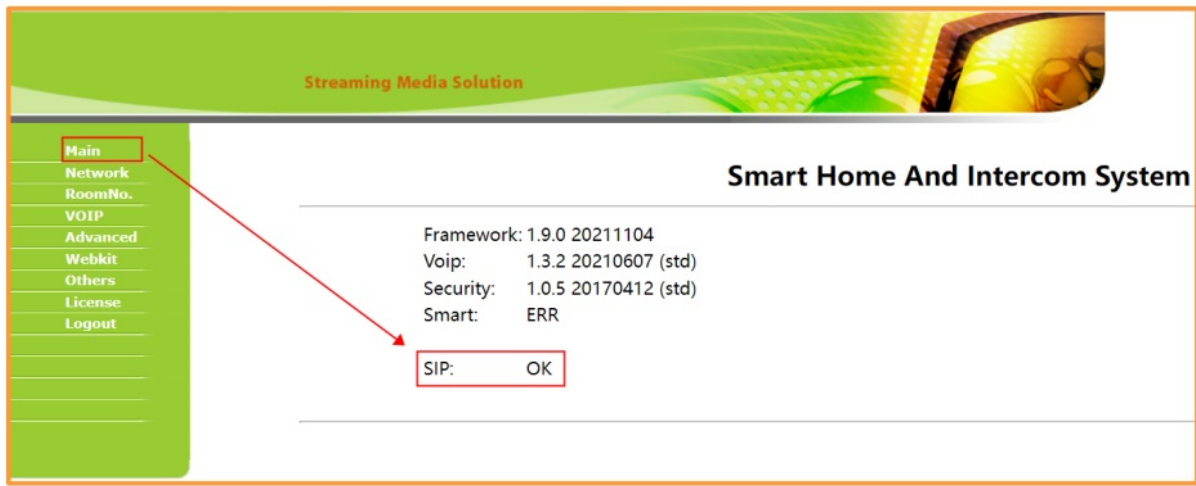 Streaming Media Solution
Main
Network
RoomNo.
VOIP
Advanced
Webkit
Others
License
Logout
Smart Home And Intercom System
Framework: 1.9.0 20211104
Voip: 1.3.2 20210607 (std)
Security: 1.0.5 20170412 (std)
Smart: ERR
SIP: OK